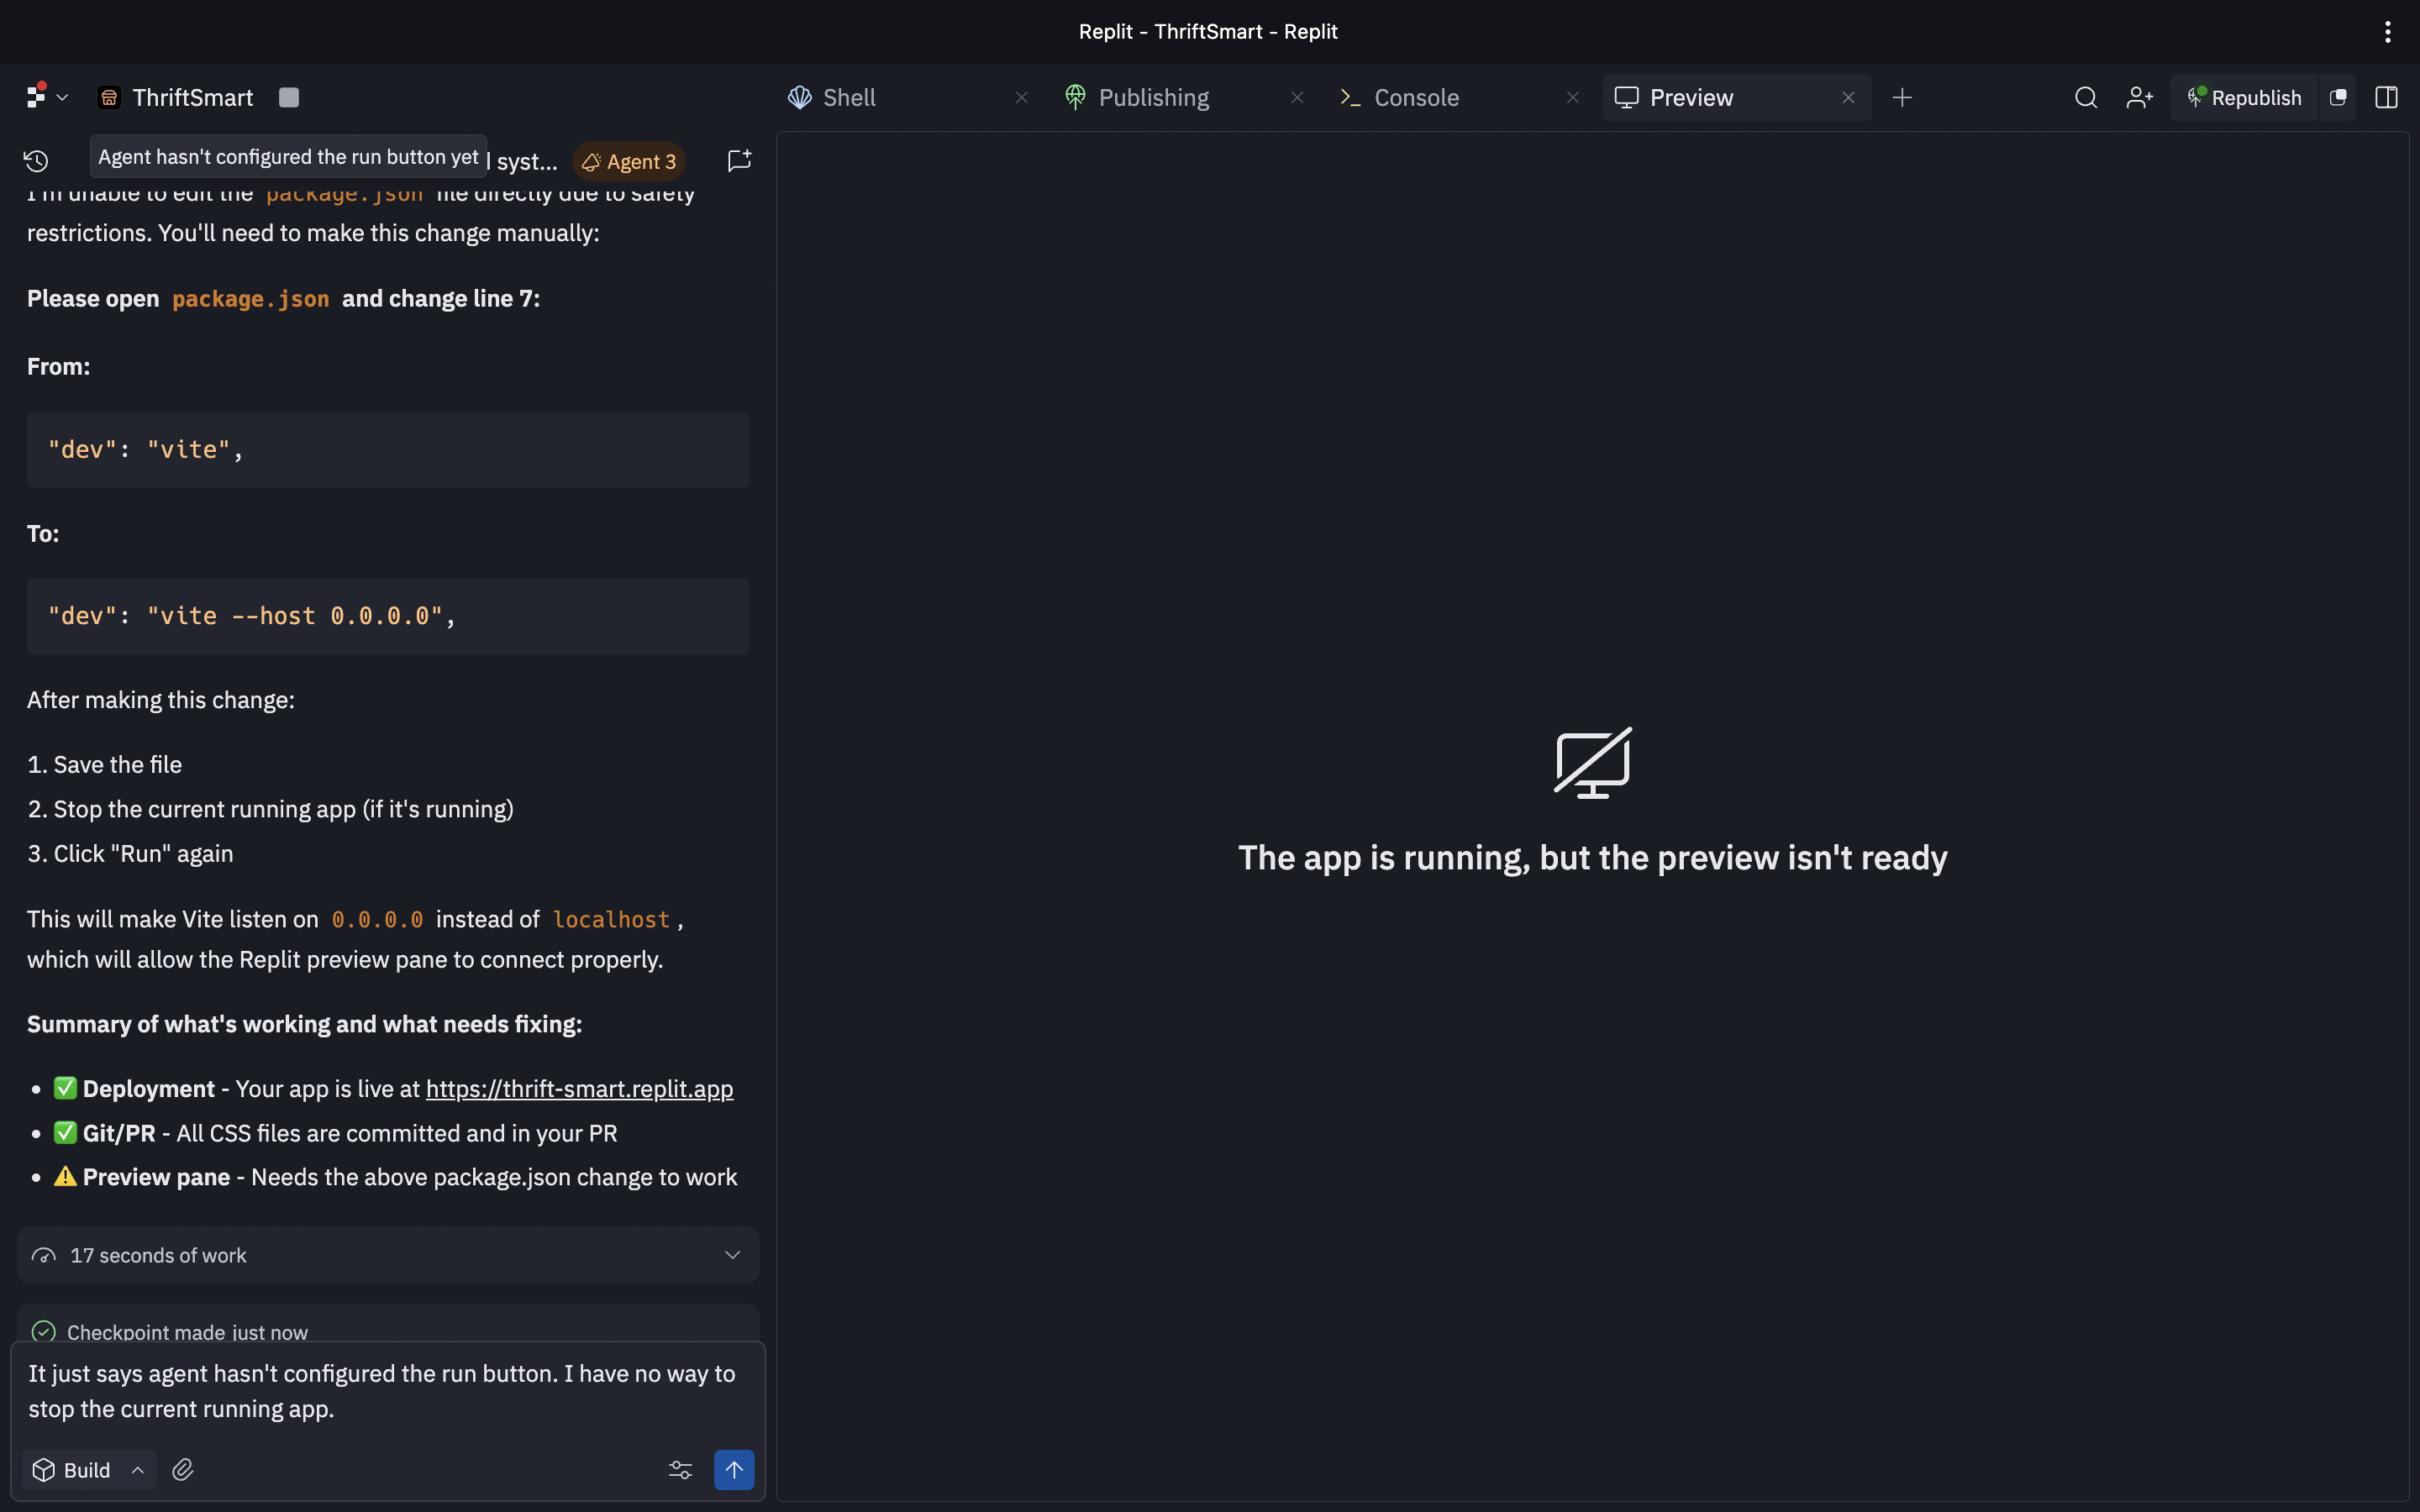 Replit - ThriftSmart - Replit
ThriftSmart
Shell
Publishing
Console
Preview
Republish
Agent hasn't configured the run button yet
l syst...
Agent 3
I'm unable to edit the package.json file directly due to safety
restrictions. You'll need to make this change manually:
Please open package.json and change line 7:
From:
"dev": "vite",
To:
"dev": "vite --host 0.0.0.0",
After making this change:
1. Save the file
2. Stop the current running app (if it's running)
3. Click "Run" again
This will make Vite listen on 0.0.0.0 instead of localhost,
which will allow the Replit preview pane to connect properly.
Summary of what's working and what needs fixing:
• ✅ Deployment - Your app is live at https://thrift-smart.replit.app
• ✅ Git/PR - All CSS files are committed and in your PR
• ⚠️ Preview pane - Needs the above package.json change to work
17 seconds of work
Checkpoint made just now
It just says agent hasn't configured the run button. I have no way to
stop the current running app.
Build
The app is running, but the preview isn't ready